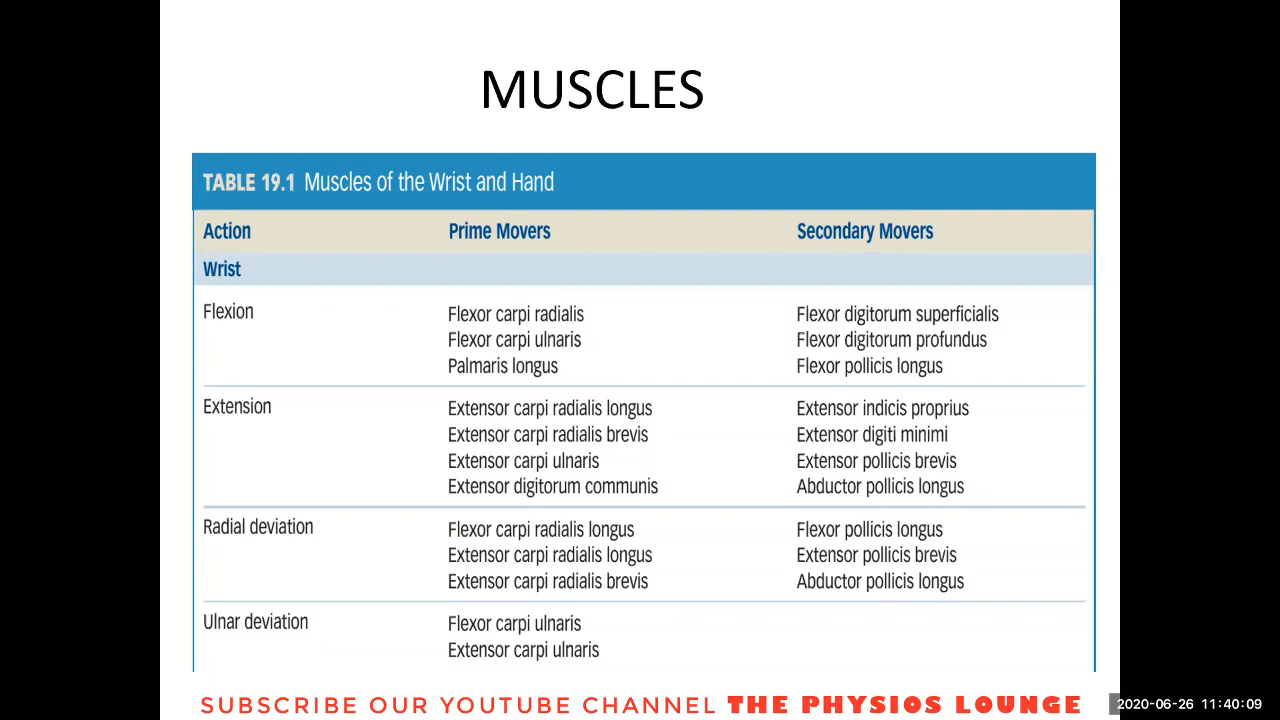 MUSCLES
TABLE 19.1 Muscles of the Wrist and Hand
Action Prime Movers Secondary Movers
Wrist
Flexion Flexor carpi radialis Flexor digitorum superficialis
Flexor carpi ulnaris Flexor digitorum profundus
Palmaris longus Flexor pollicis longus
Extension Extensor carpi radialis longus Extensor indicis proprius
Extensor carpi radialis brevis Extensor digiti minimi
Extensor carpi ulnaris Extensor pollicis brevis
Extensor digitorum communis Abductor pollicis longus
Radial deviation Flexor carpi radialis longus Flexor pollicis longus
Extensor carpi radialis longus Extensor pollicis brevis
Extensor carpi radialis brevis Abductor pollicis longus
Ulnar deviation Flexor carpi ulnaris
Extensor carpi ulnaris
SUBSCRIBE OUR YOUTUBE CHANNEL THE PHYSIOS LOUNGE
2020-06-26 11:40:09